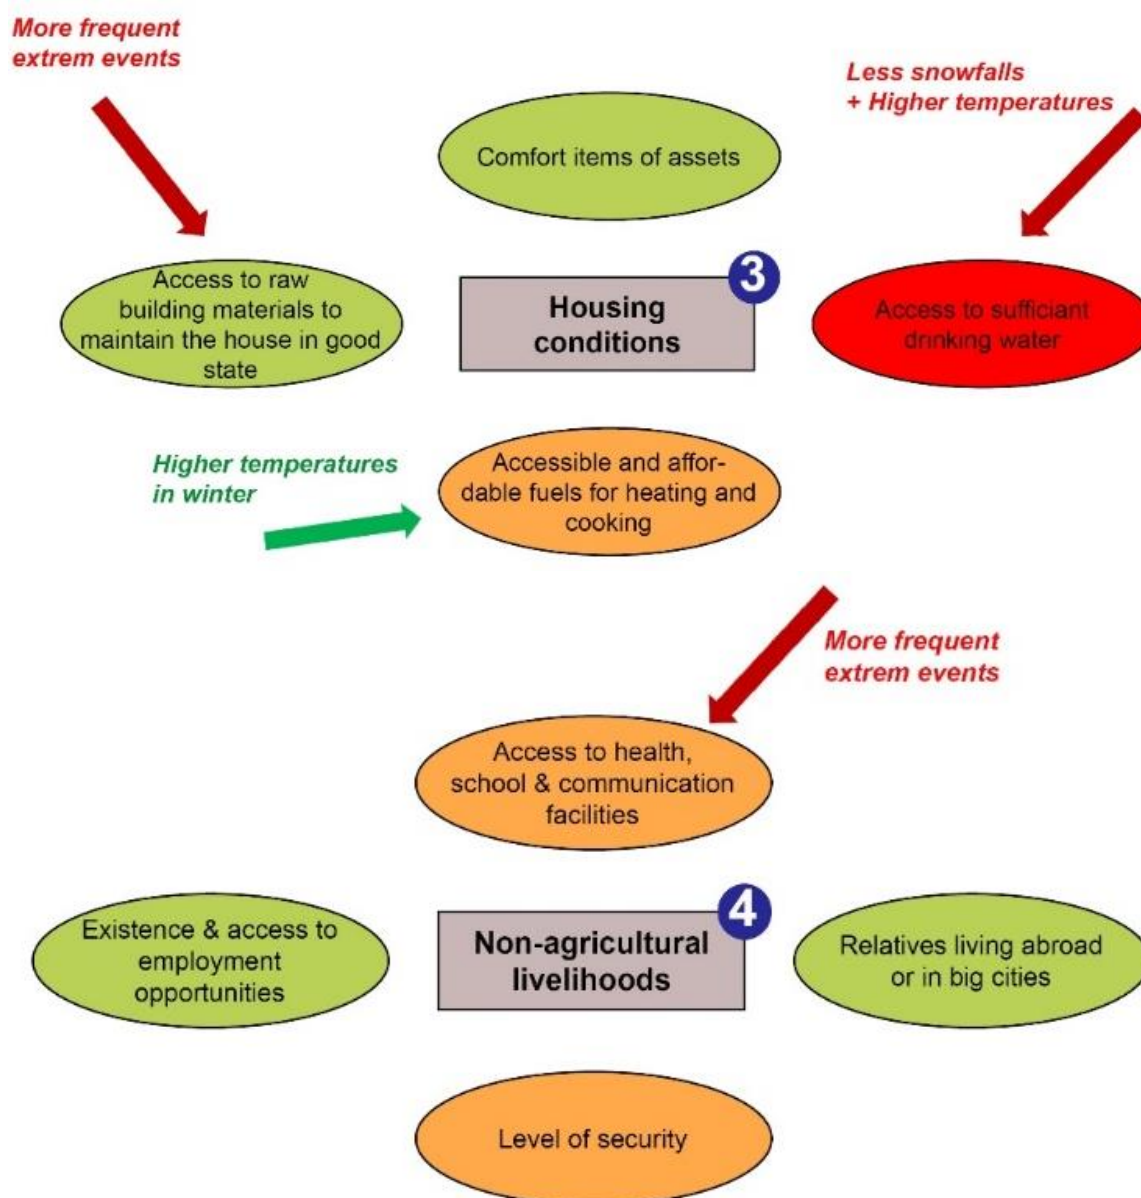 More frequent
extrem events
Less snowfalls
+ Higher temperatures
Comfort items of assets
Access to raw
building materials to
maintain the house in good
state
3
Housing
conditions
Access to sufficiant
drinking water
Higher temperatures
in winter
Accessible and affor-
dable fuels for heating and
cooking
More frequent
extrem events
Access to health,
school & communication
facilities
Existence & access to
employment
opportunities
4
Non-agricultural
livelihoods
Relatives living abroad
or in big cities
Level of security